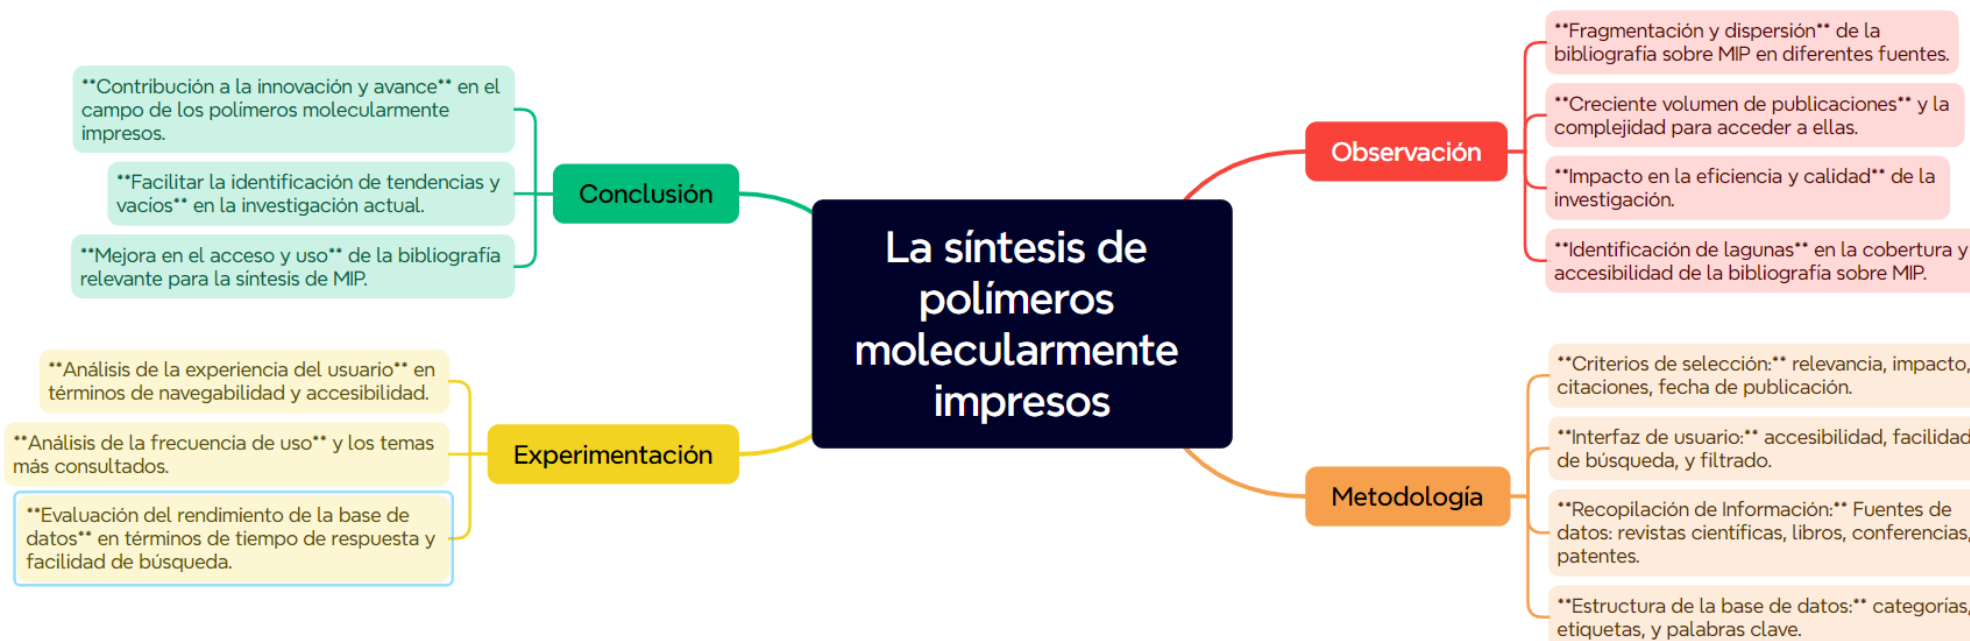 La síntesis de
polímeros
molecularmente
impresos
Observación
**Fragmentación y dispersión** de la
bibliografía sobre MIP en diferentes fuentes.
**Creciente volumen de publicaciones** y la
complejidad para acceder a ellas.
**Impacto en la eficiencia y calidad** de la
investigación.
**Identificación de lagunas** en la cobertura y
accesibilidad de la bibliografía sobre MIP.
Metodología
**Criterios de selección:** relevancia, impacto,
citaciones, fecha de publicación.
**Interfaz de usuario:** accesibilidad, facilidad
de búsqueda, y filtrado.
**Recopilación de Información:** Fuentes de
datos: revistas científicas, libros, conferencias,
patentes.
**Estructura de la base de datos:** categorías,
etiquetas, y palabras clave.
Conclusión
**Contribución a la innovación y avance** en el
campo de los polímeros molecularmente
impresos.
**Facilitar la identificación de tendencias y
vacíos** en la investigación actual.
**Mejora en el acceso y uso** de la bibliografía
relevante para la síntesis de MIP.
Experimentación
**Análisis de la experiencia del usuario** en
términos de navegabilidad y accesibilidad.
**Análisis de la frecuencia de uso** y los temas
más consultados.
**Evaluación del rendimiento de la base de
datos** en términos de tiempo de respuesta y
facilidad de búsqueda.